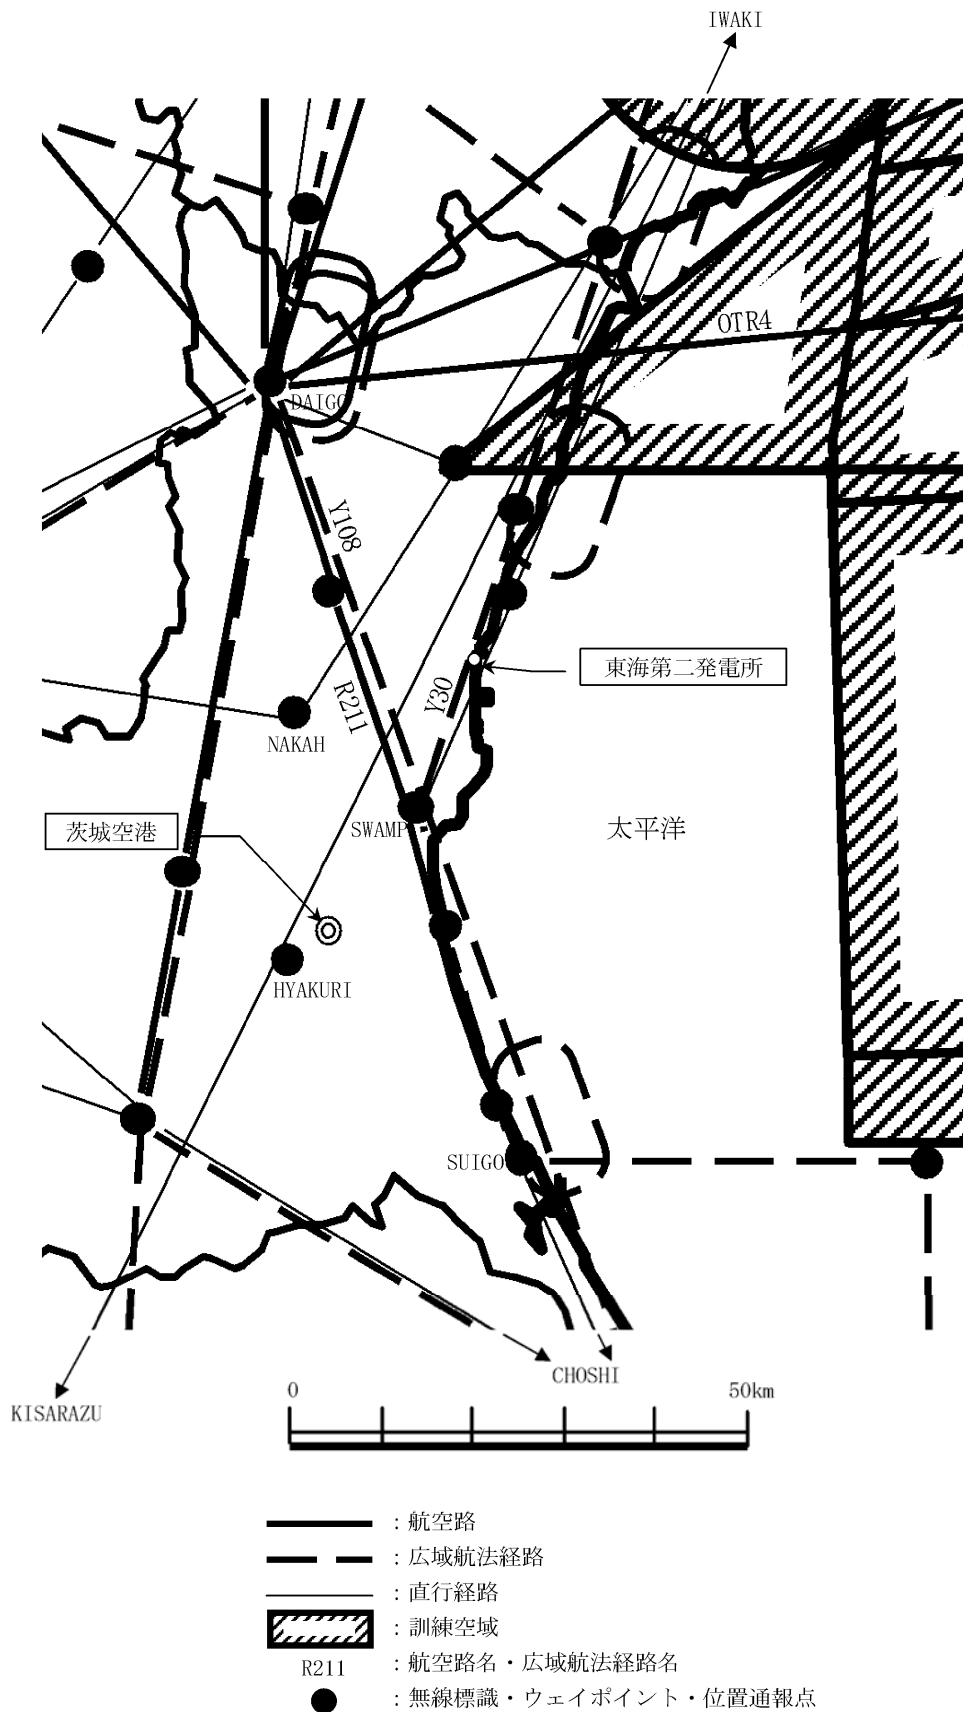 IWAKI
OTR4
DAIGO
Y108
東海第二発電所
Y30
R211
NAKAH
SWAMP
茨城空港
太平洋
HYAKURI
SUIGO
CHOSHI
KISARAZU
0 50km
:航空路
:広域航法経路
:直行経路
:訓練空域
R211 :航空路名・広域航法経路名
:無線標識・ウェイポイント・位置通報点